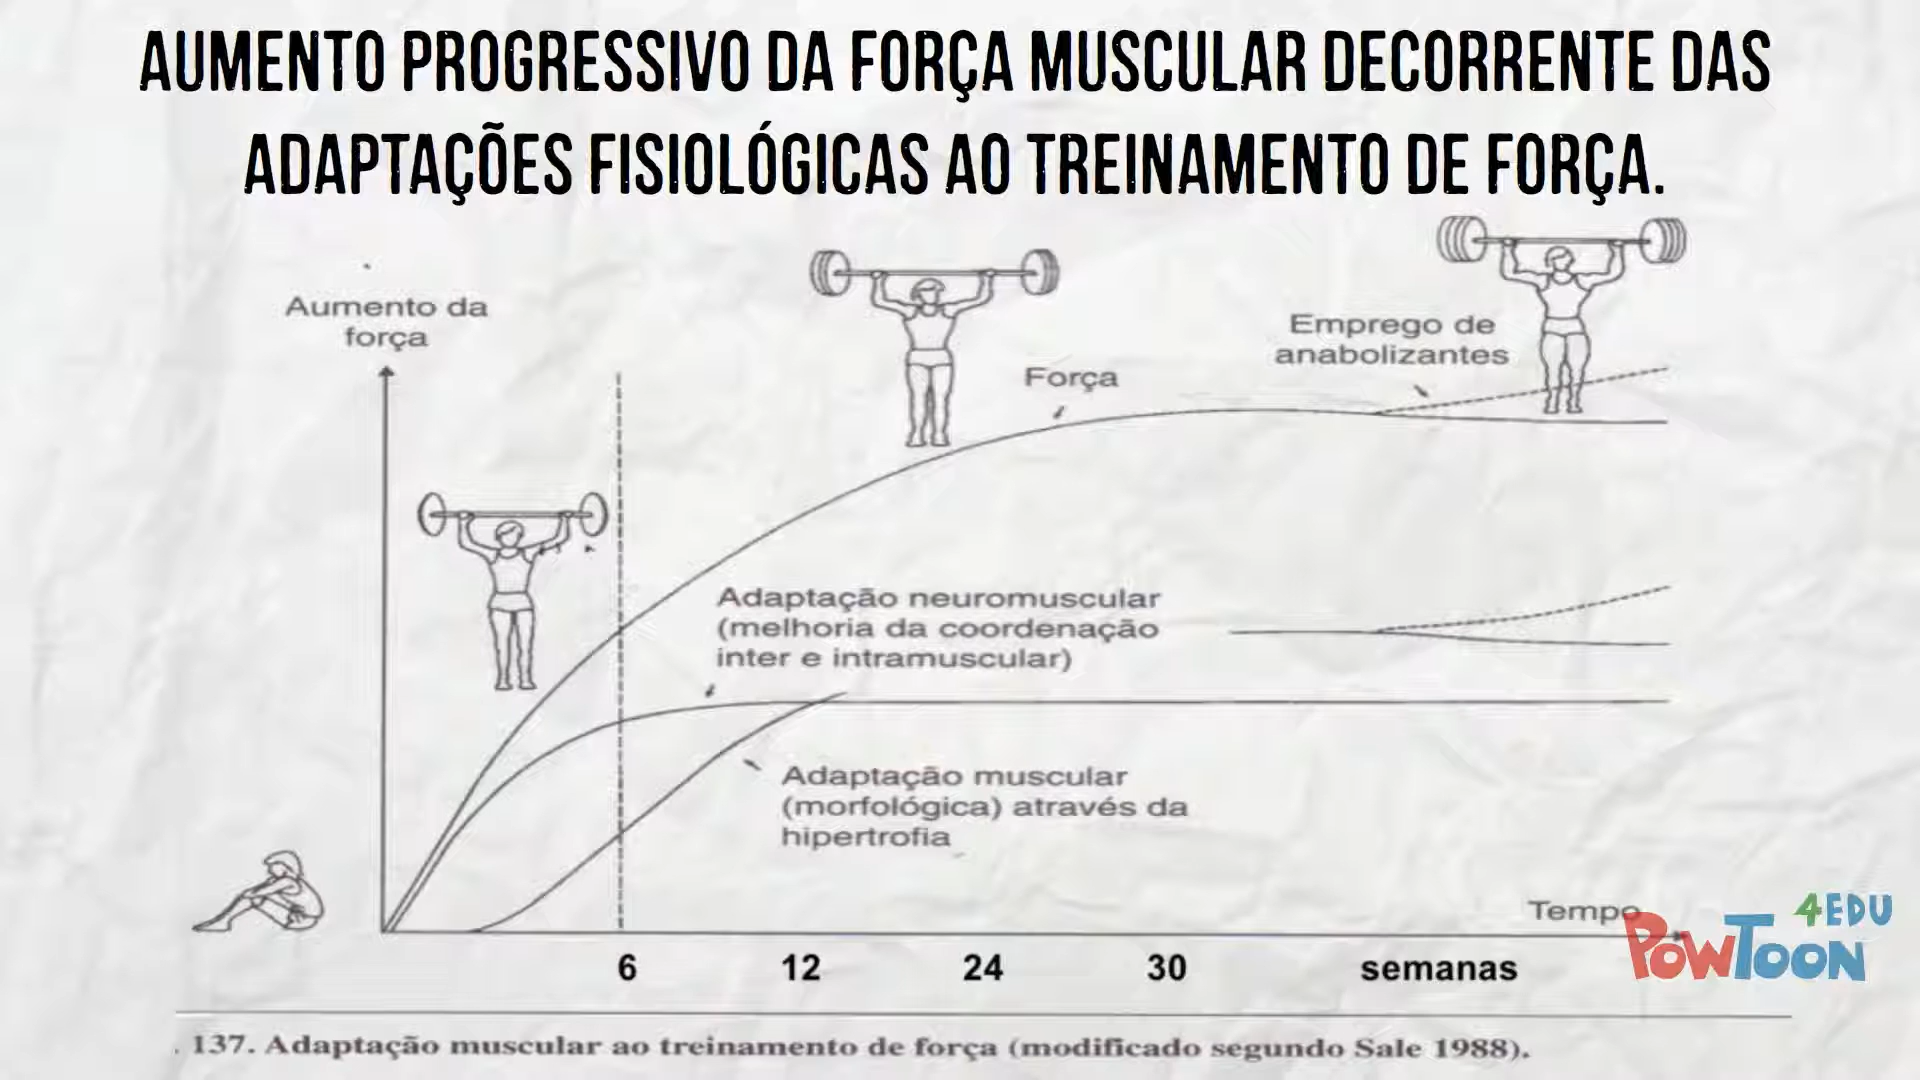 AUMENTO PROGRESSIVO DA FORÇA MUSCULAR DECORRENTE DAS
ADAPTAÇÕES FISIOLÓGICAS AO TREINAMENTO DE FORÇA.
Aumento da
força
Força
Emprego de
anabolizantes
Adaptação neuromuscular
(melhoria da coordenação
inter e intramuscular)
Adaptação muscular
(morfológica) através da
hipertrofia
Tempo
6 12 24 30 semanas
4EDU
POWTOON
. 137. Adaptação muscular ao treinamento de força (modificado segundo Sale 1988).